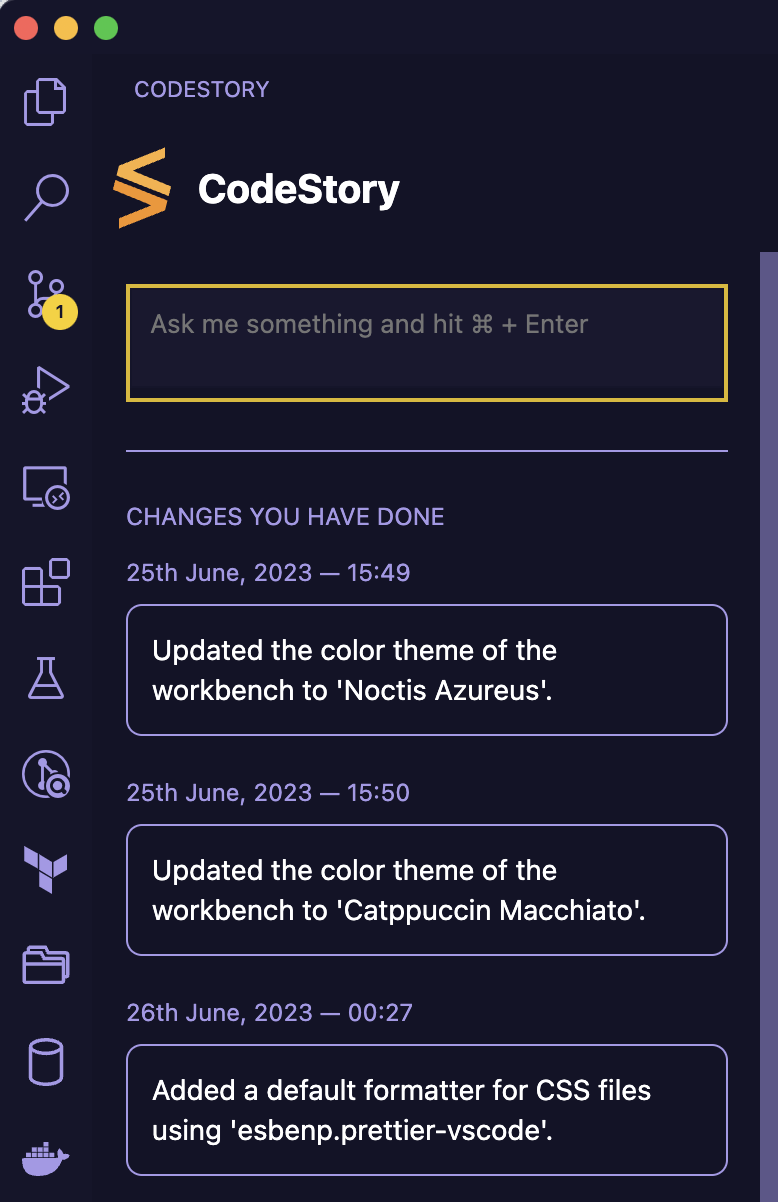 CODESTORY
CodeStory
1
Ask me something and hit ⌘ + Enter
CHANGES YOU HAVE DONE
25th June, 2023 — 15:49
Updated the color theme of the
workbench to 'Noctis Azureus'.
25th June, 2023 — 15:50
Updated the color theme of the
workbench to 'Catppuccin Macchiato'.
26th June, 2023 — 00:27
Added a default formatter for CSS files
using 'esbenp.prettier-vscode'.